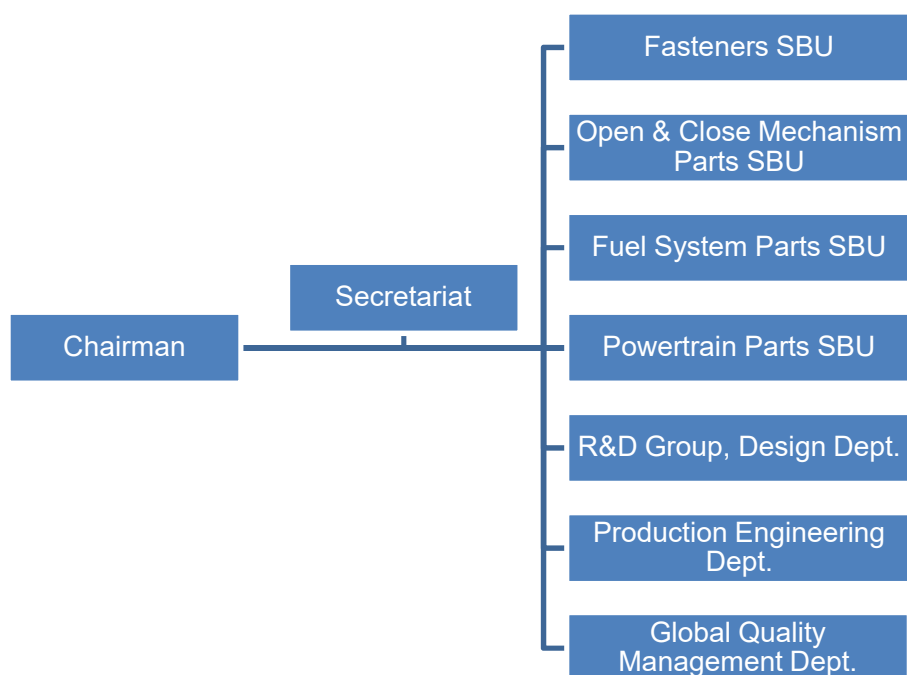 Chairman
Secretariat
Fasteners SBU
Open & Close Mechanism
Parts SBU
Fuel System Parts SBU
Powertrain Parts SBU
R&D Group, Design Dept.
Production Engineering
Dept.
Global Quality
Management Dept.